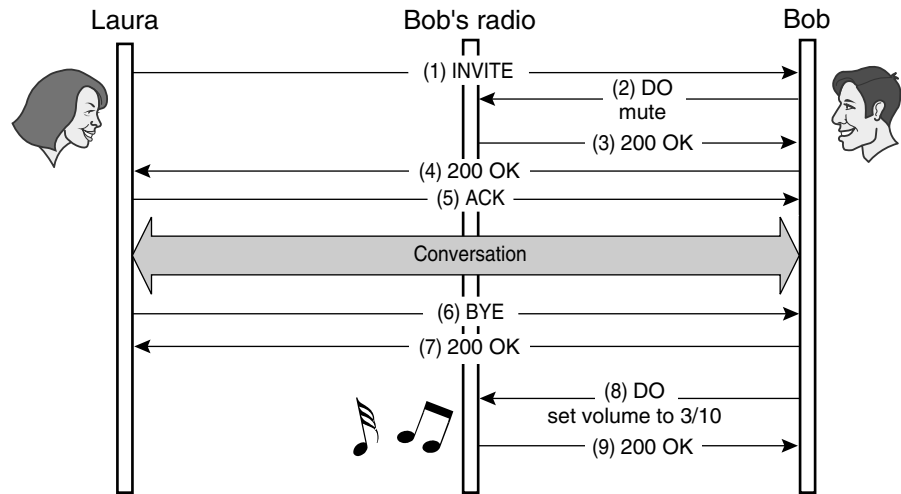 Laura Bob's radio Bob
(1) INVITE
(2) DO
mute
(3) 200 OK
(4) 200 OK
(5) ACK
Conversation
(6) BYE
(7) 200 OK
(8) DO
set volume to 3/10
(9) 200 OK